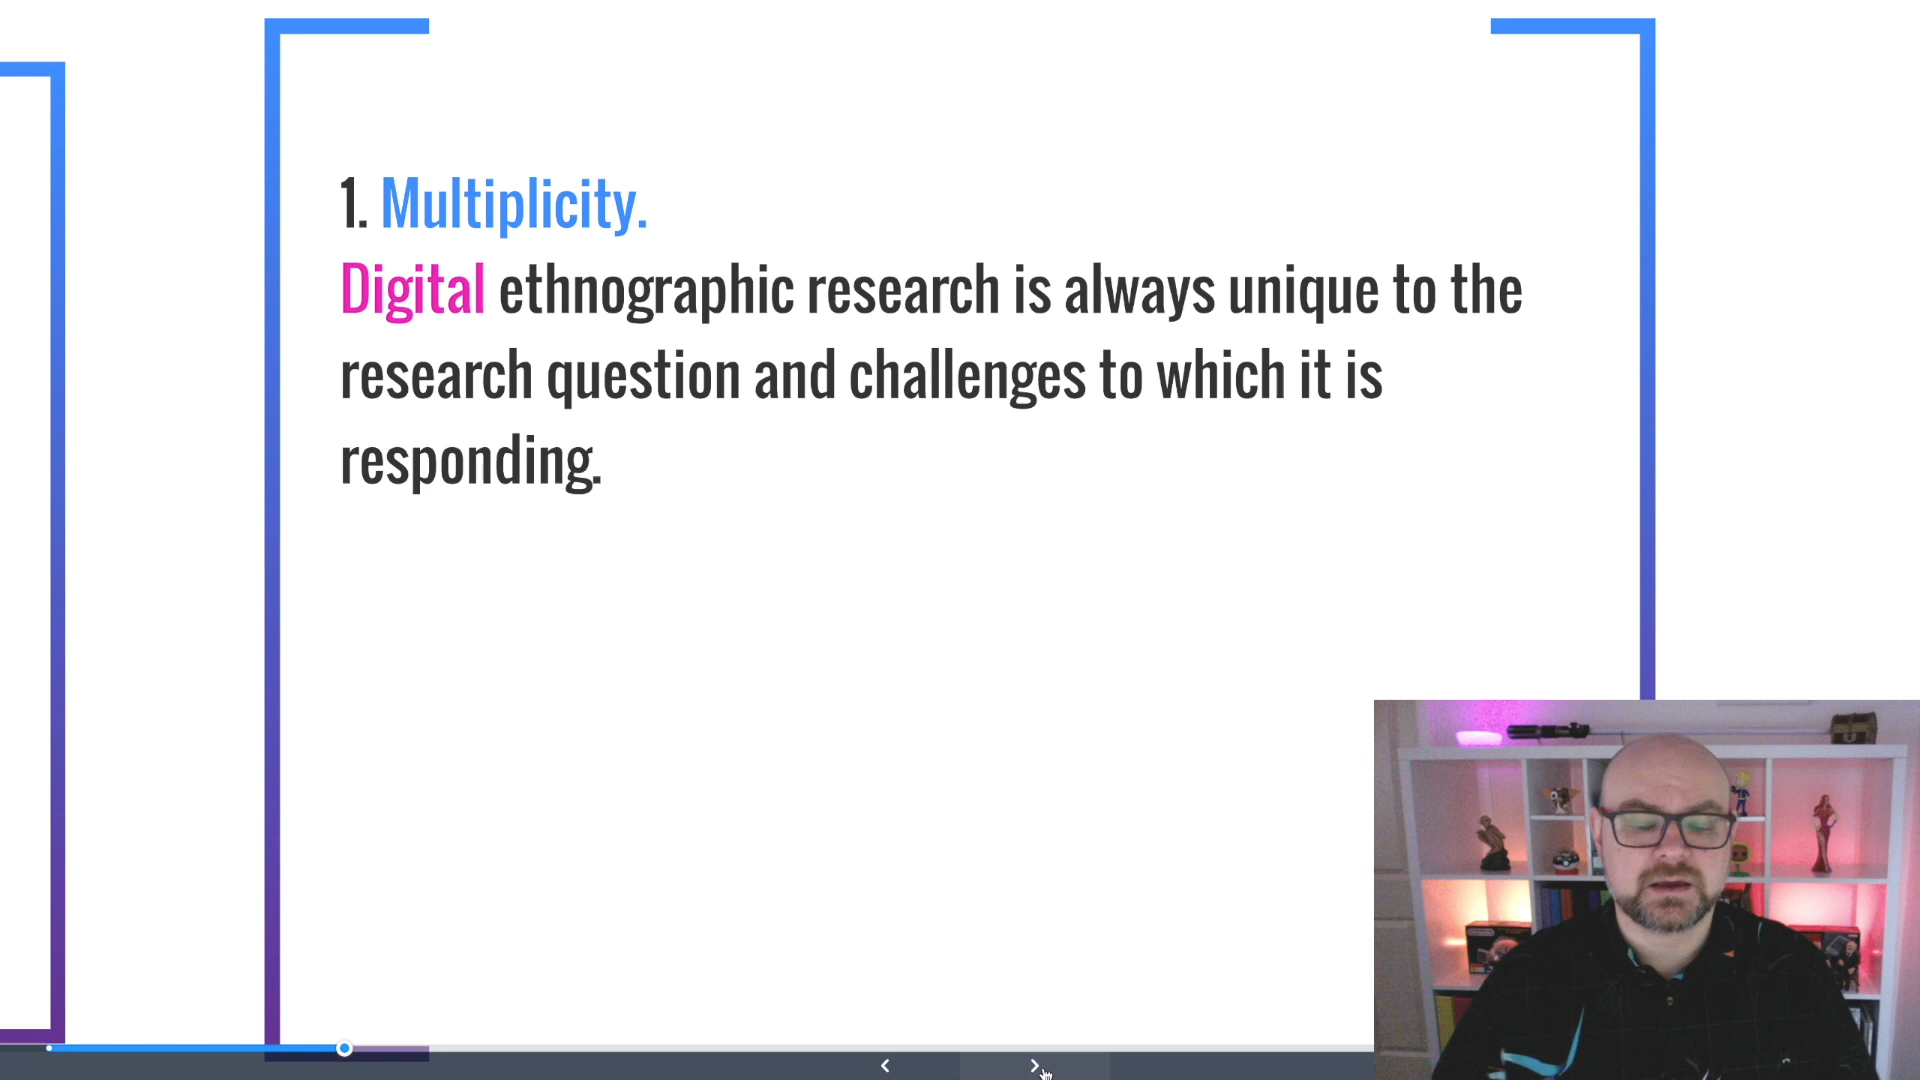 1. Multiplicity.
Digital ethnographic research is always unique to the
research question and challenges to which it is
responding.